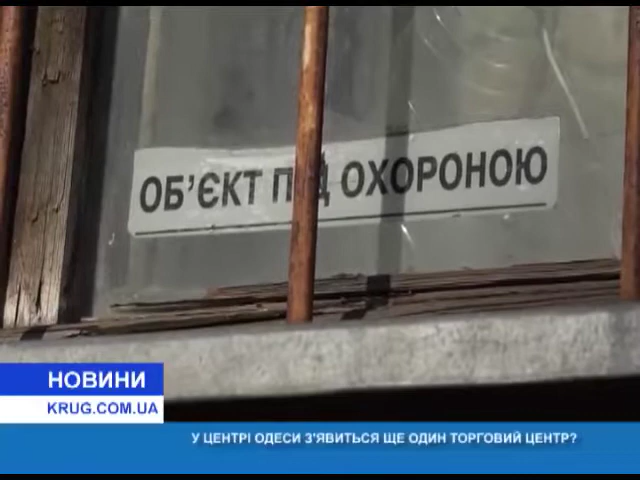 ОБ’ЄКТ ПІД ОХОРОНОЮ
НОВИНИ
KRUG.COM.UA
У ЦЕНТРІ ОДЕСИ З'ЯВИТЬСЯ ЩЕ ОДИН ТОРГОВИЙ ЦЕНТР?